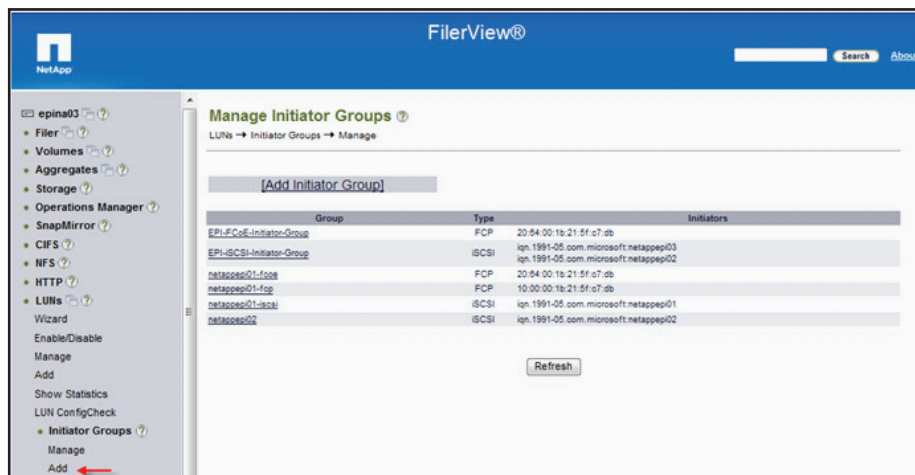 FilerView®
NetApp
Search
Abou
epina03
Filer
Volumes
Aggregates
Storage
Operations Manager
SnapMirror
CIFS
NFS
HTTP
LUNs
Wizard
Enable/Disable
Manage
Add
Show Statistics
LUN ConfigCheck
Initiator Groups
Manage
Add
Manage Initiator Groups
LUNs → Initiator Groups → Manage
[Add Initiator Group]
Group Type Initiators
EPI-FCoE-Initiator-Group FCP 20:64:00:1b:21:5f:c7:db
EPI-iSCSI-Initiator-Group iSCSI iqn.1991-05.com.microsoft:netappepi03
iqn.1991-05.com.microsoft:netappepi02
netappepi01-fcoe FCP 20:64:00:1b:21:5f:c7:db
netappepi01-fcp FCP 10:00:00:1b:21:5f:c7:db
netappepi01-iscsi iSCSI iqn.1991-05.com.microsoft:netappepi01
netappepi02 iSCSI iqn.1991-05.com.microsoft:netappepi02
Refresh